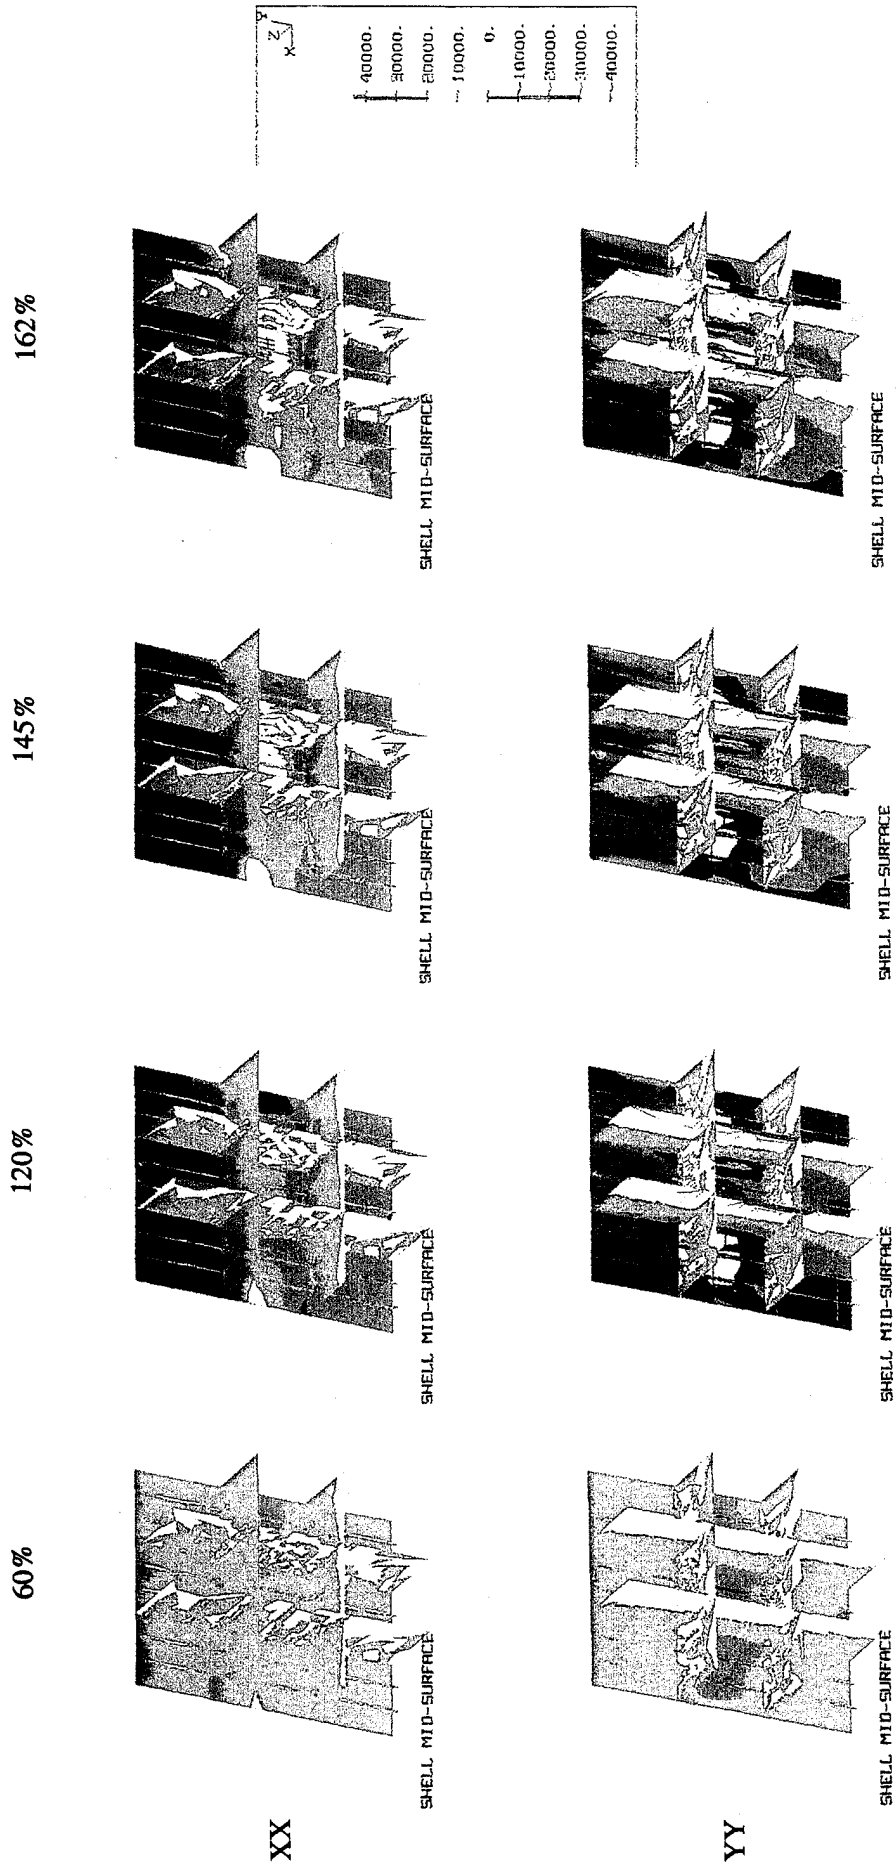 60%
120%
145%
162%
XX
SHELL MID-SURFACE
SHELL MID-SURFACE
SHELL MID-SURFACE
SHELL MID-SURFACE
YY
SHELL MID-SURFACE
SHELL MID-SURFACE
SHELL MID-SURFACE
SHELL MID-SURFACE
Y
Z
X
40000.
30000.
20000.
10000.
0.
-10000.
-20000.
-30000.
-40000.